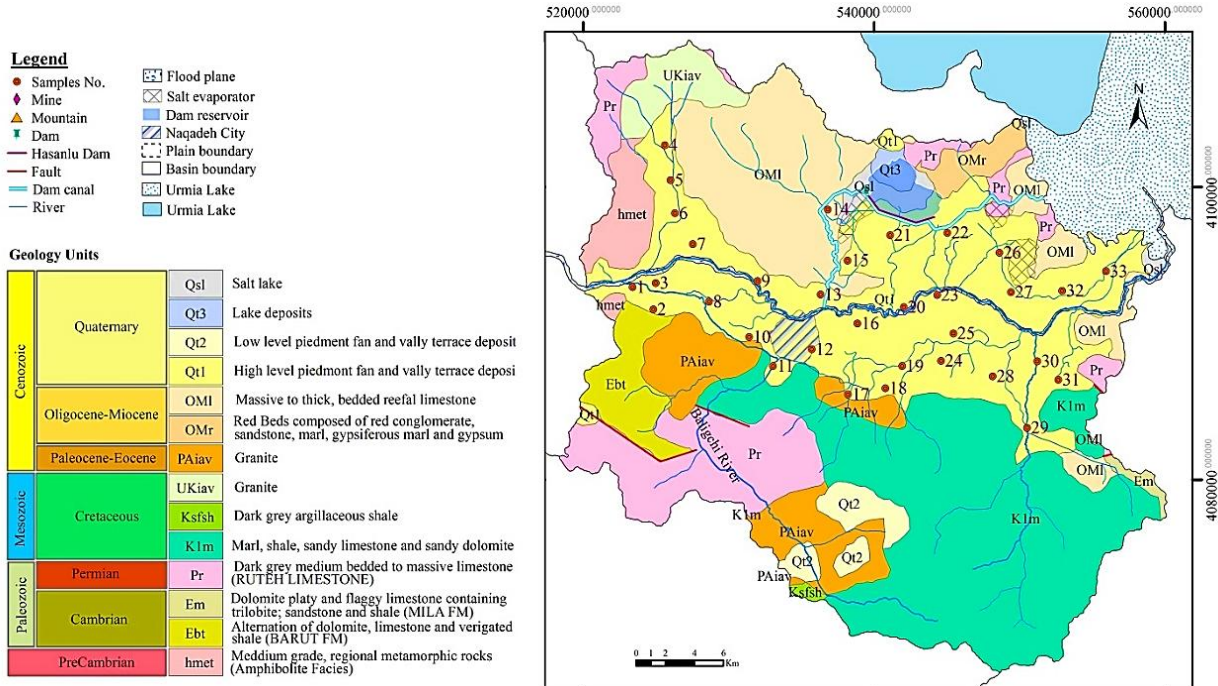 Legend
Samples No.
Mine
Mountain
Dam
Hasanlu Dam
Fault
Dam canal
River
Flood plane
Salt evaporator
Dam reservoir
Naqadeh City
Plain boundary
Basin boundary
Urmia Lake
Urmia Lake
Geology Units
Cenozoic
Quaternary
Qsl Salt lake
Qt3 Lake deposits
Qt2 Low level piedment fan and vally terrace deposit
Qt1 High level piedment fan and vally terrace deposi
Oligocene-Miocene
OMl Massive to thick, bedded reefal limestone
OMr Red Beds composed of red conglomerate,
sandstone, marl, gypsiferous marl and gypsum
Paleocene-Eocene PAiav Granite
Mesozoic
Cretaceous
UKiav Granite
Ksfsh Dark grey argillaceous shale
K1m Marl, shale, sandy limestone and sandy dolomite
Paleozoic
Permian Pr Dark grey medium bedded to massive limestone
(RUTEH LIMESTONE)
Cambrian
Em Dolomite platy and flaggy limestone containing
trilobite; sandstone and shale (MILA FM)
Ebt Alternation of dolomite, limestone and verigated
shale (BARUT FM)
PreCambrian hmet Meddium grade, regional metamorphic rocks
(Amphibolite Facies)
520000 000000
540000 000000
560000 000000
4100000 000000
4080000 000000
N
UKiav
Pr
4
5
6
7
hmet
OMl
Qt1
Qt3
Qsl
Pr
OMr
Qsl
Pr
OMl
Pr
OMl
14
21
22
15
26
33
Qsl
1
3
9
13
Qt1
20
23
27
32
hmet
2
8
10
16
25
OMl
12
11
19
24
30
PAiav
28
31
Pr
Ebt
17
18
PAiav
K1m
Qt1
29
OMl
Baligchi River
Pr
OMl
Em
K1m
Qt2
K1m
PAiav
Qt2
Qt2
PAiav
Ksfsh
0 1 2 4 6
Km